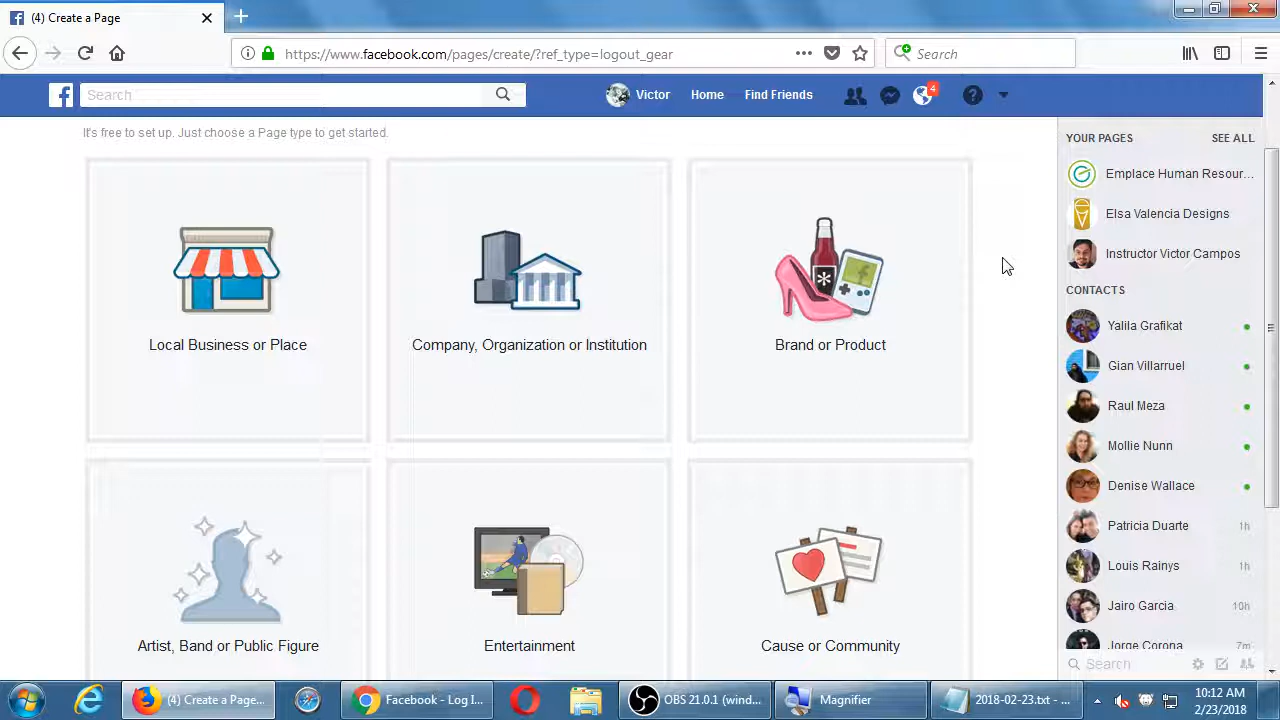 (4) Create a Page
https://www.facebook.com/pages/create/?ref_type=logout_gear
Search
Search
Victor
Home
Find Friends
4
It's free to set up. Just choose a Page type to get started.
Local Business or Place
Company, Organization or Institution
Brand or Product
Artist, Band or Public Figure
Entertainment
Cause or Community
YOUR PAGES SEE ALL
Emplace Human Resour...
Elsa Valencia Designs
Instructor Victor Campos
CONTACTS
Yalila Grafikat
Gian Villarruel
Raul Meza
Mollie Nunn
Denise Wallace
Patricia Duarte 1h
Louis Rainys 1h
Jairo Garcia 10h
Jorge Corona 7m
Search
(4) Create a Page...
Facebook - Log I...
OBS 21.0.1 (wind...
Magnifier
2018-02-23.txt - ...
10:12 AM
2/23/2018